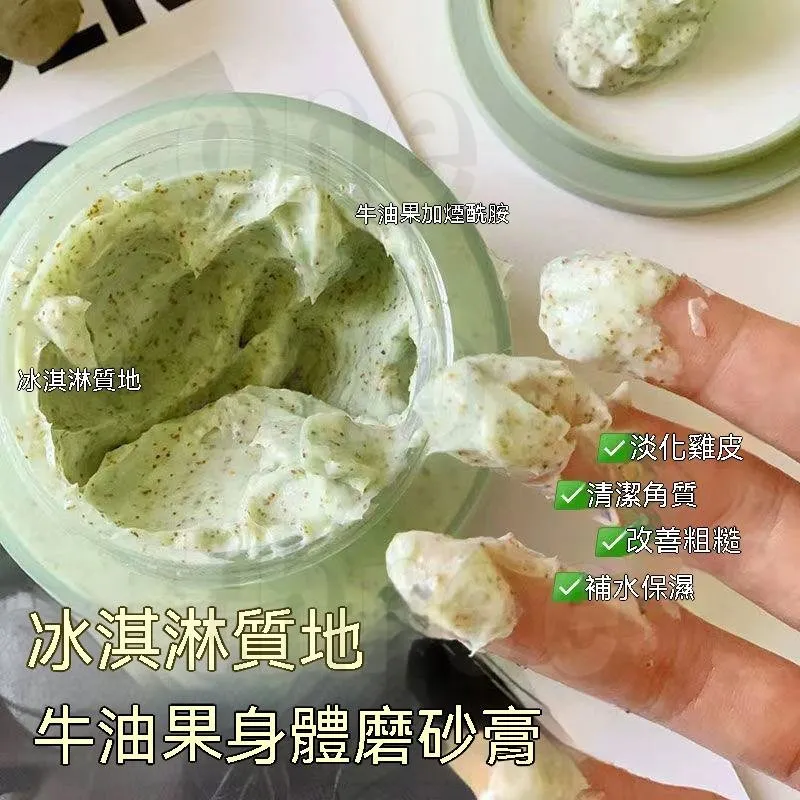 牛油果加煙酰胺
冰淇淋質地
✅淡化雞皮
✅清潔角質
✅改善粗糙
✅補水保濕
冰淇淋質地
牛油果身體磨砂膏